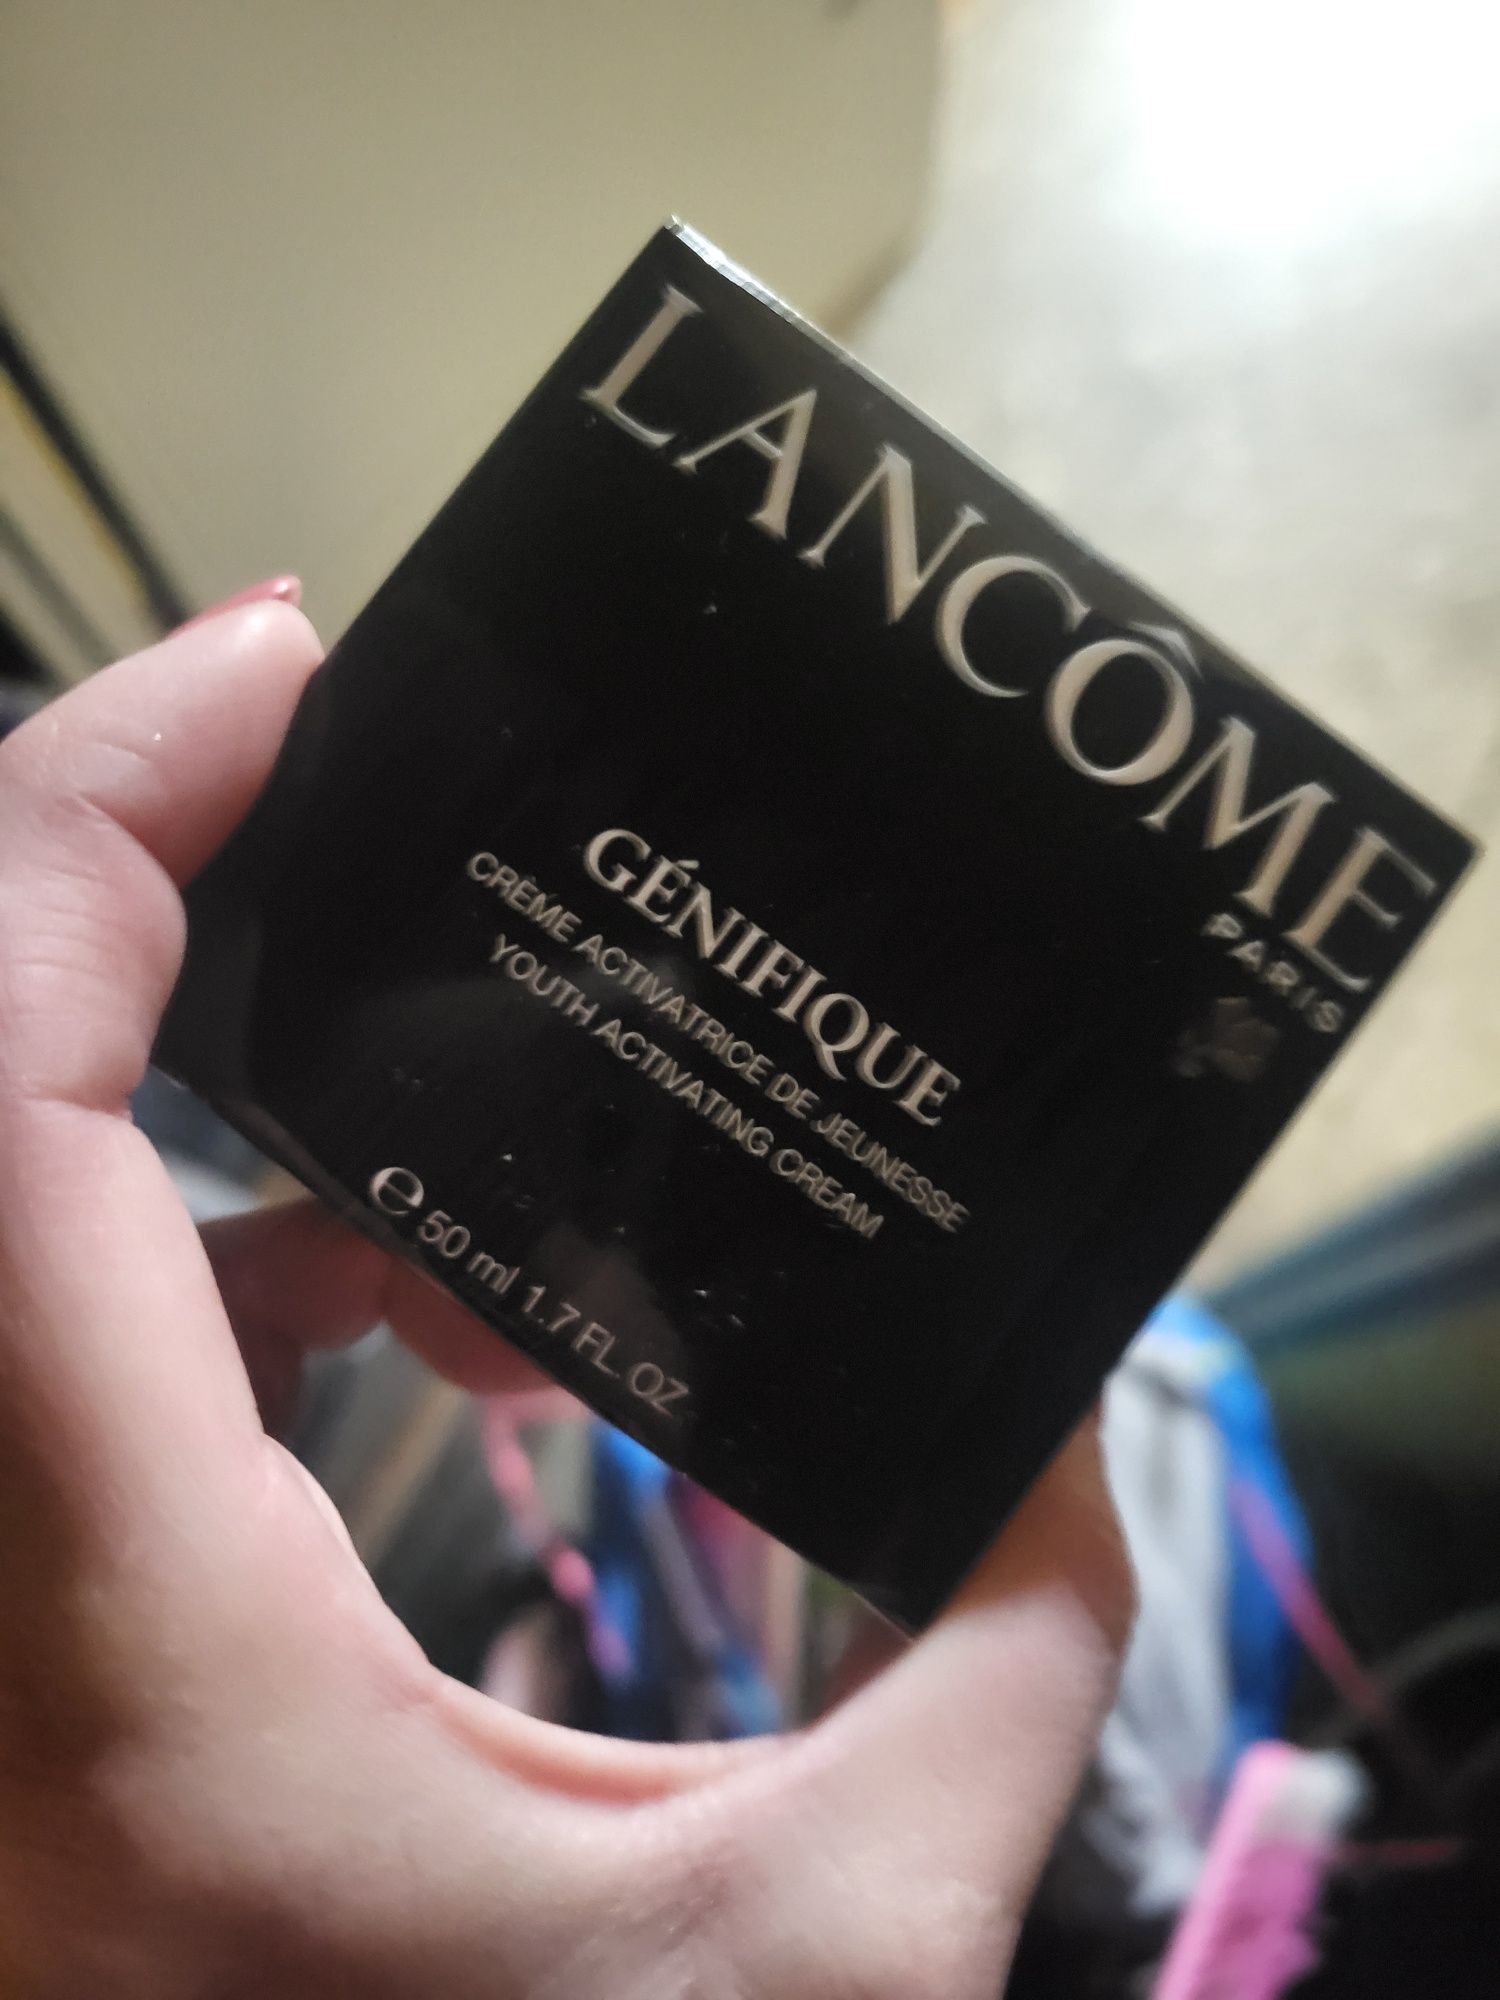 LANCÔME
PARIS
GÉNIFIQUE
CRÈME ACTIVATRICE DE JEUNESSE
YOUTH ACTIVATING CREAM
℮ 50 ml 1.7 FL. OZ